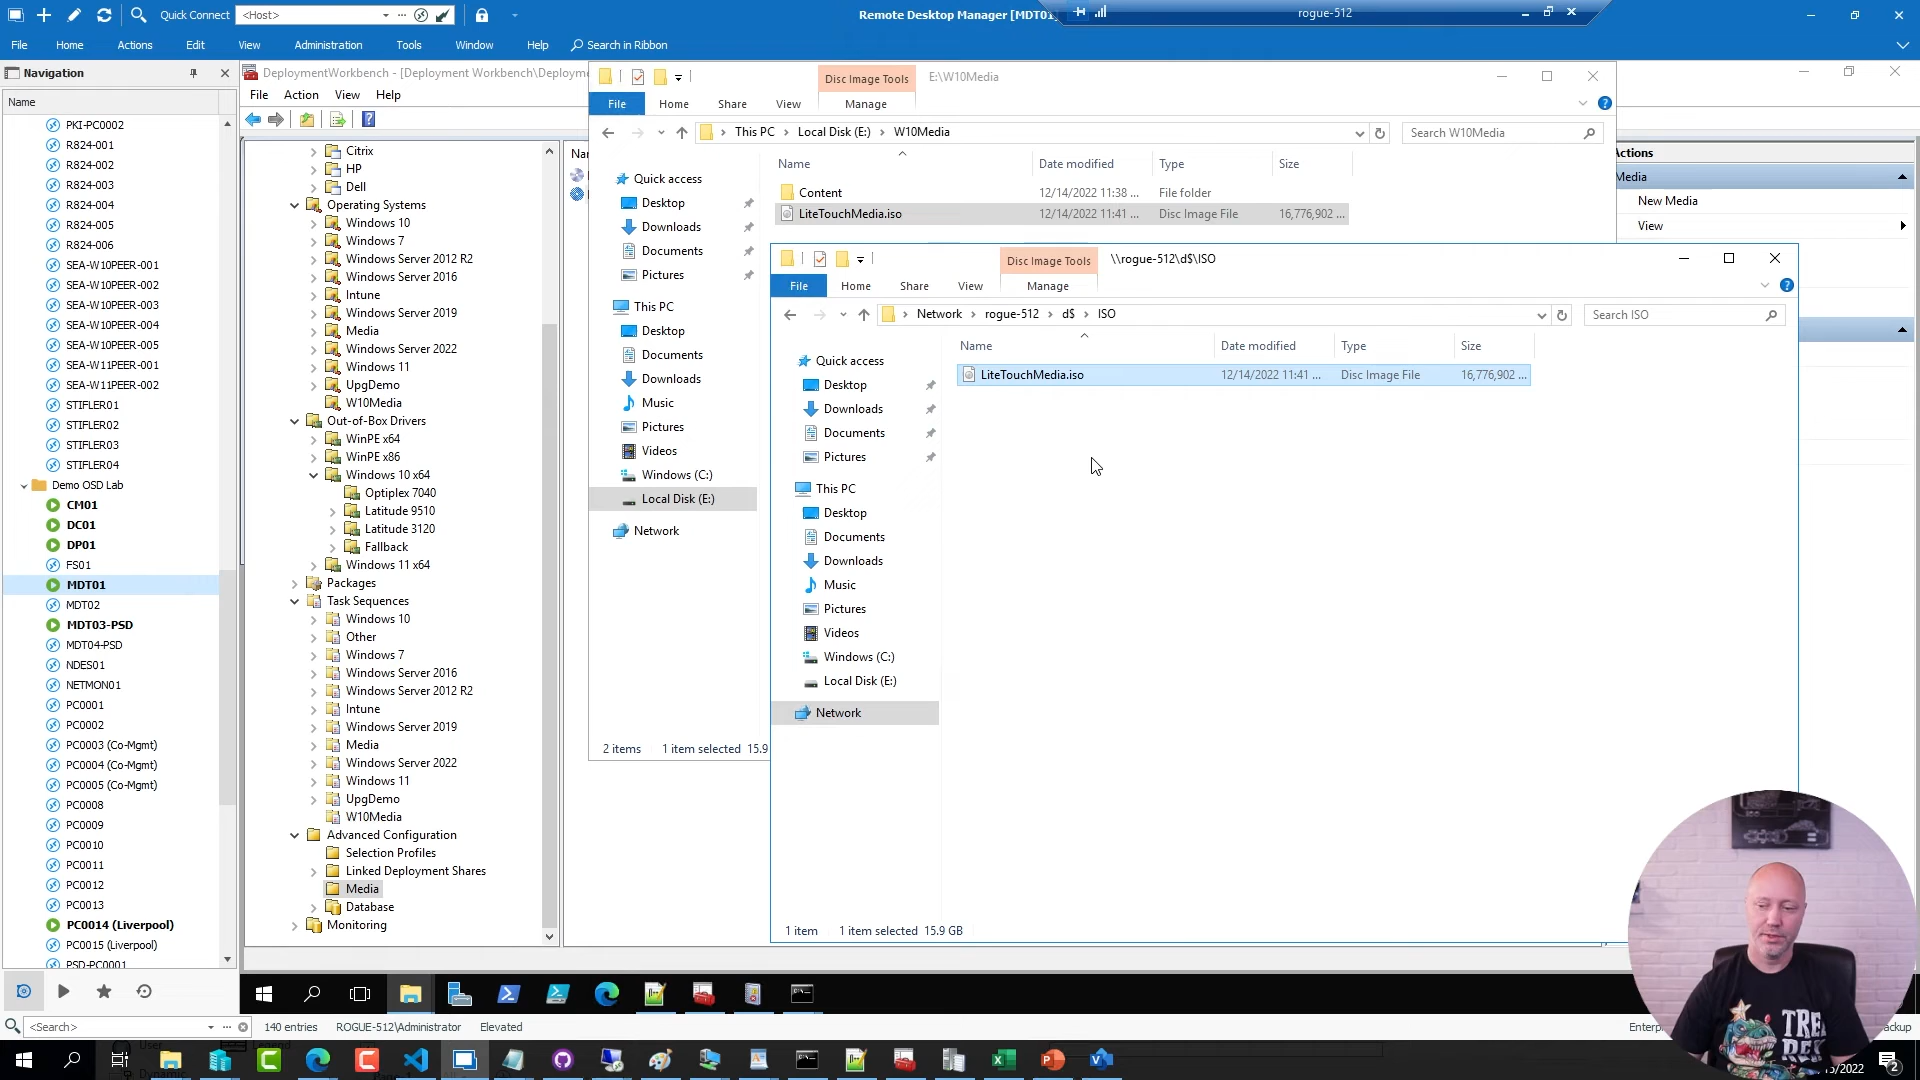 Quick Connect
<Host>
Remote Desktop Manager [MDT01
rogue-512
File
Home
Actions
Edit
View
Administration
Tools
Window
Help
Search in Ribbon
Navigation
Name
PKI-PC0002
R824-001
R824-002
R824-003
R824-004
R824-005
R824-006
SEA-W10PEER-001
SEA-W10PEER-002
SEA-W10PEER-003
SEA-W10PEER-004
SEA-W10PEER-005
SEA-W11PEER-001
SEA-W11PEER-002
STIFLER01
STIFLER02
STIFLER03
STIFLER04
Demo OSD Lab
CM01
DC01
DP01
FS01
MDT01
MDT02
MDT03-PSD
MDT04-PSD
NDES01
NETMON01
PC0001
PC0002
PC0003 (Co-Mgmt)
PC0004 (Co-Mgmt)
PC0005 (Co-Mgmt)
PC0008
PC0009
PC0010
PC0011
PC0012
PC0013
PC0014 (Liverpool)
PC0015 (Liverpool)
PSD-PC0001
<Search>
140 entries
ROGUE-512\Administrator
Elevated
DeploymentWorkbench - [Deployment Workbench\Deployme
File
Action
View
Help
Citrix
HP
Dell
Operating Systems
Windows 10
Windows 7
Windows Server 2012 R2
Windows Server 2016
Intune
Windows Server 2019
Media
Windows Server 2022
Windows 11
UpgDemo
W10Media
Out-of-Box Drivers
WinPE x64
WinPE x86
Windows 10 x64
Optiplex 7040
Latitude 9510
Latitude 3120
Fallback
Windows 11 x64
Packages
Task Sequences
Windows 10
Other
Windows 7
Windows Server 2016
Windows Server 2012 R2
Intune
Windows Server 2019
Media
Windows Server 2022
Windows 11
UpgDemo
W10Media
Advanced Configuration
Selection Profiles
Linked Deployment Shares
Media
Database
Monitoring
Disc Image Tools
E:\W10Media
File
Home
Share
View
Manage
This PC
Local Disk (E:)
W10Media
Search W10Media
Name
Date modified
Type
Size
Content
12/14/2022 11:38 ...
File folder
LiteTouchMedia.iso
12/14/2022 11:41 ...
Disc Image File
16,776,902 ...
Quick access
Desktop
Downloads
Documents
Pictures
This PC
Desktop
Documents
Downloads
Music
Pictures
Videos
Windows (C:)
Local Disk (E:)
Network
2 items
1 item selected
15.9
Disc Image Tools
\\rogue-512\d$\ISO
File
Home
Share
View
Manage
Network
rogue-512
d$
ISO
Search ISO
Name
Date modified
Type
Size
LiteTouchMedia.iso
12/14/2022 11:41 ...
Disc Image File
16,776,902 ...
Quick access
Desktop
Downloads
Documents
Pictures
This PC
Desktop
Documents
Downloads
Music
Pictures
Videos
Windows (C:)
Local Disk (E:)
Network
1 item
1 item selected
15.9 GB
Actions
Media
New Media
View
TRE
REX